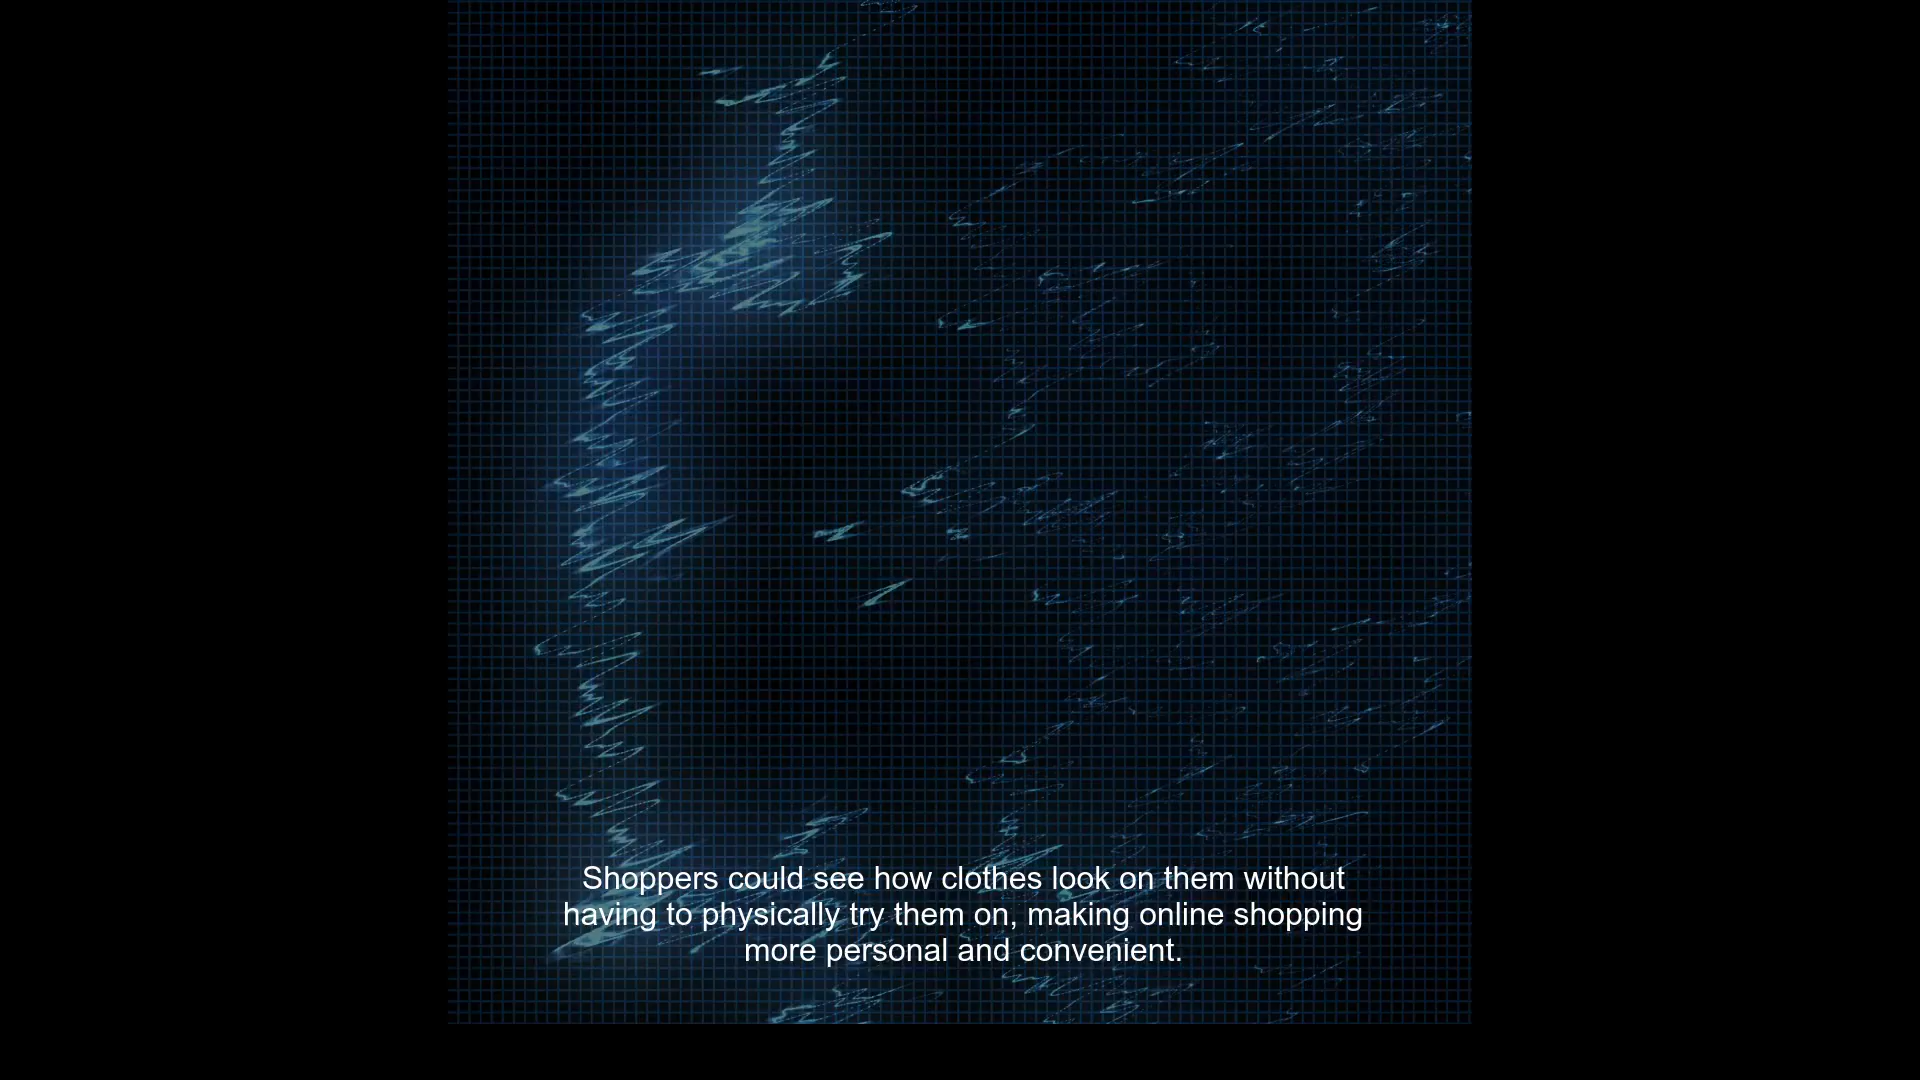 Shoppers could see how clothes look on them without
having to physically try them on, making online shopping
more personal and convenient.